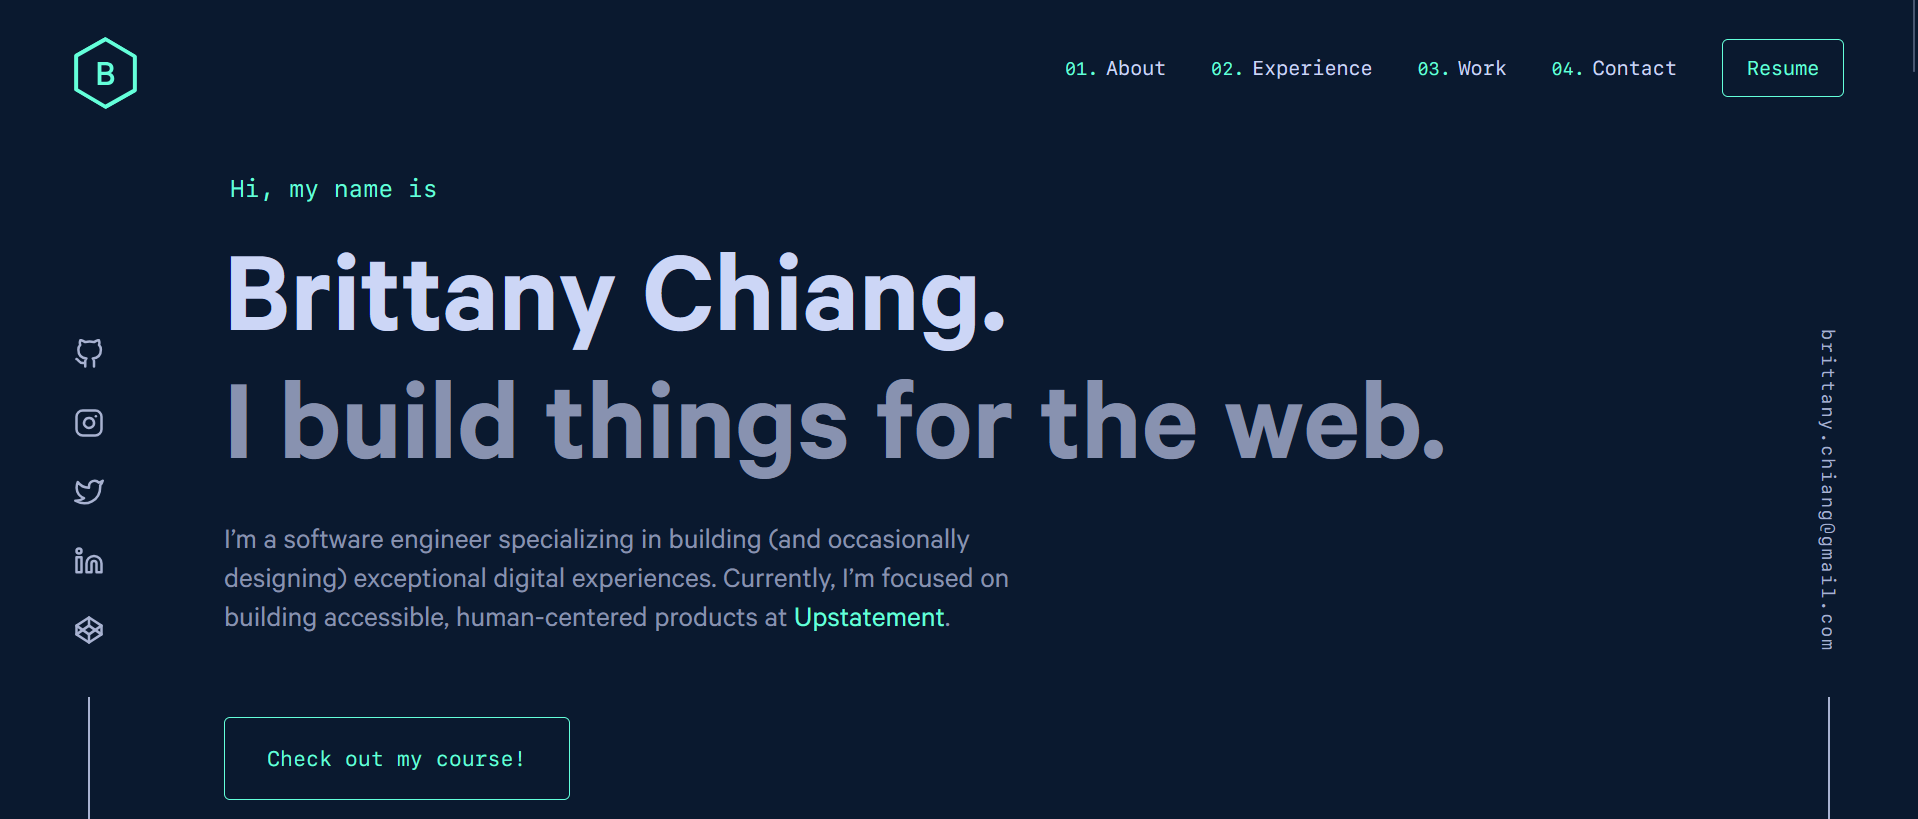 B
01. About 02. Experience 03. Work 04. Contact Resume
Hi, my name is
Brittany Chiang.
I build things for the web.
I’m a software engineer specializing in building (and occasionally
designing) exceptional digital experiences. Currently, I’m focused on
building accessible, human-centered products at Upstatement.
Check out my course!
brittany.chiang@gmail.com